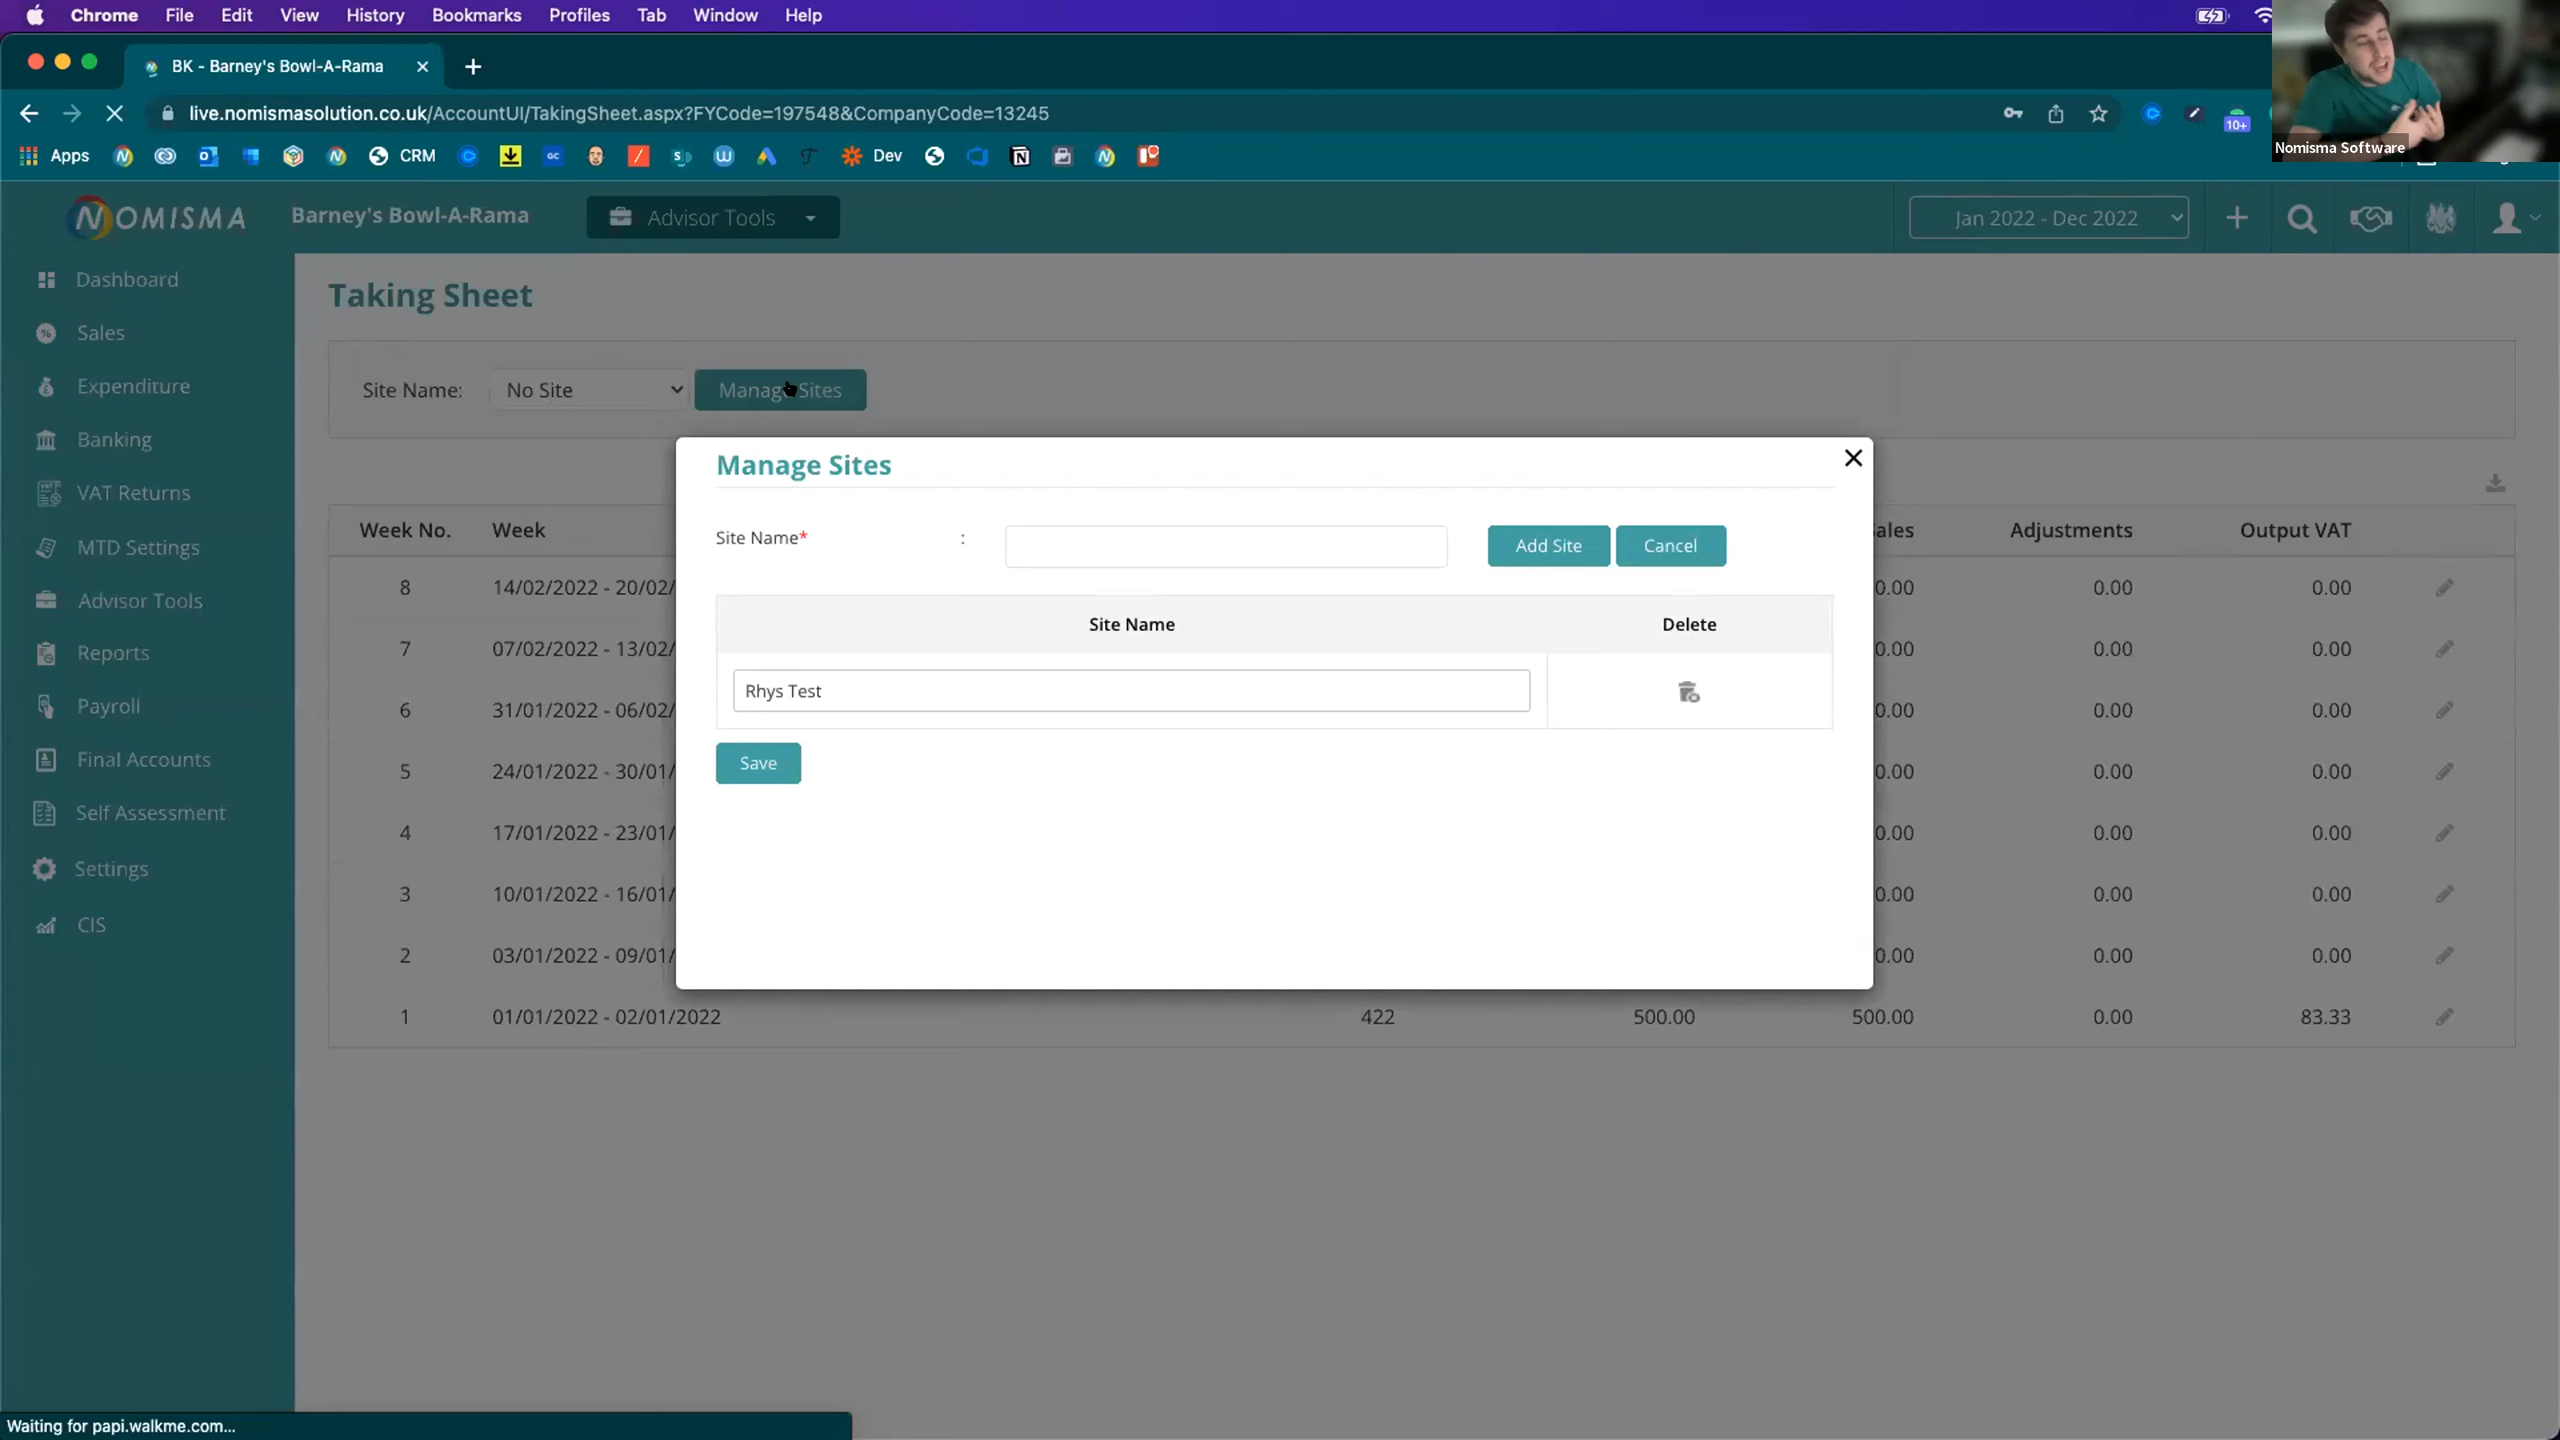 Chrome File Edit View History Bookmarks Profiles Tab Window Help
BK - Barney's Bowl-A-Rama
live.nomismasolution.co.uk/AccountUI/TakingSheet.aspx?FYCode=197548&CompanyCode=13245
10+
Apps CRM GC S W Dev
Nomisma Software
NOMISMA Barney's Bowl-A-Rama Advisor Tools Jan 2022 - Dec 2022
Dashboard
Sales
Expenditure
Banking
VAT Returns
MTD Settings
Advisor Tools
Reports
Payroll
Final Accounts
Self Assessment
Settings
CIS
Taking Sheet
Site Name: No Site Manage Sites
Manage Sites
Site Name* : Add Site Cancel
Site Name Delete
Rhys Test
Save
Week No. Week ales Adjustments Output VAT
8 14/02/2022 - 20/02/ 0.00 0.00 0.00
7 07/02/2022 - 13/02/ 0.00 0.00 0.00
6 31/01/2022 - 06/02/ 0.00 0.00 0.00
5 24/01/2022 - 30/01/ 0.00 0.00 0.00
4 17/01/2022 - 23/01/ 0.00 0.00 0.00
3 10/01/2022 - 16/01/ 0.00 0.00 0.00
2 03/01/2022 - 09/01/ 0.00 0.00 0.00
1 01/01/2022 - 02/01/2022 422 500.00 500.00 0.00 83.33
Waiting for papi.walkme.com...